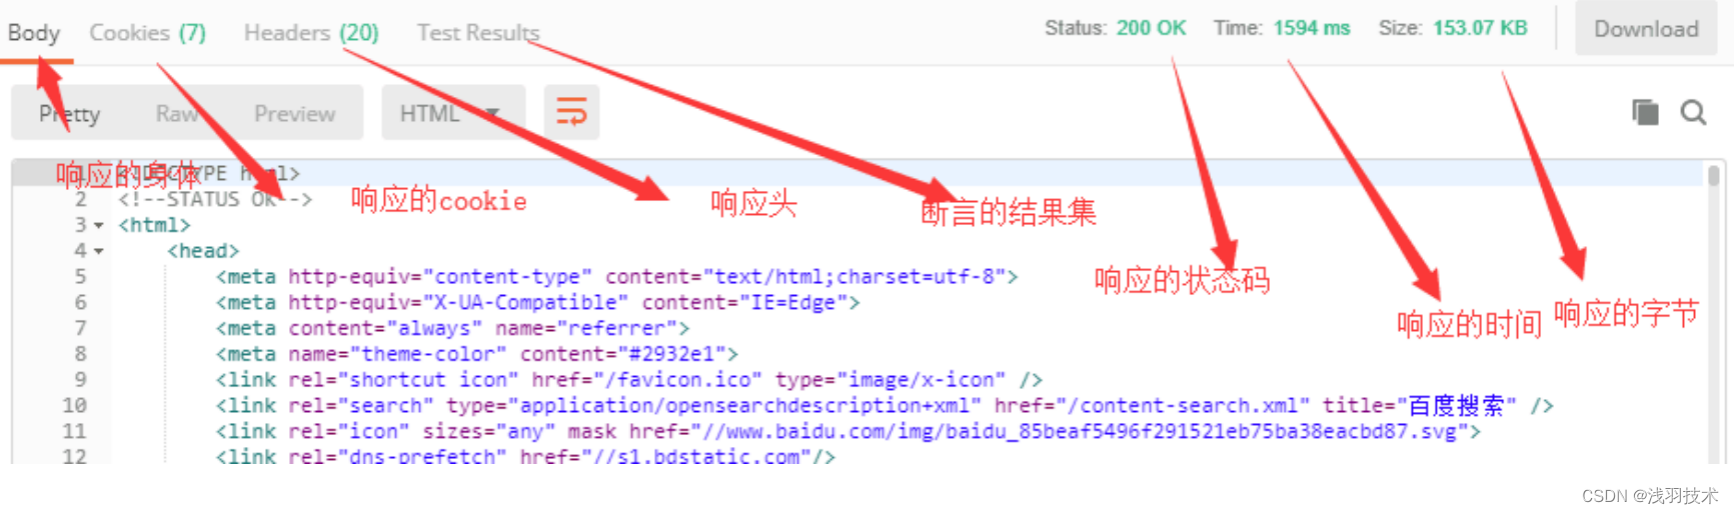 Body Cookies (7) Headers (20) Test Results Status: 200 OK Time: 1594 ms Size: 153.07 KB Download
Pretty Raw Preview HTML
响应的身体
响应的cookie
响应头
断言的结果集
响应的状态码
响应的时间
响应的字节
1 <!DOCTYPE html>
2 <!--STATUS OK-->
3 <html>
4 <head>
5 <meta http-equiv="content-type" content="text/html;charset=utf-8">
6 <meta http-equiv="X-UA-Compatible" content="IE=Edge">
7 <meta content="always" name="referrer">
8 <meta name="theme-color" content="#2932e1">
9 <link rel="shortcut icon" href="/favicon.ico" type="image/x-icon" />
10 <link rel="search" type="application/opensearchdescription+xml" href="/content-search.xml" title="百度搜索" />
11 <link rel="icon" sizes="any" mask href="//www.baidu.com/img/baidu_85beaf5496f291521eb75ba38eacbd87.svg">
12 <link rel="dns-prefetch" href="//s1.bdstatic.com"/>
CSDN @浅羽技术